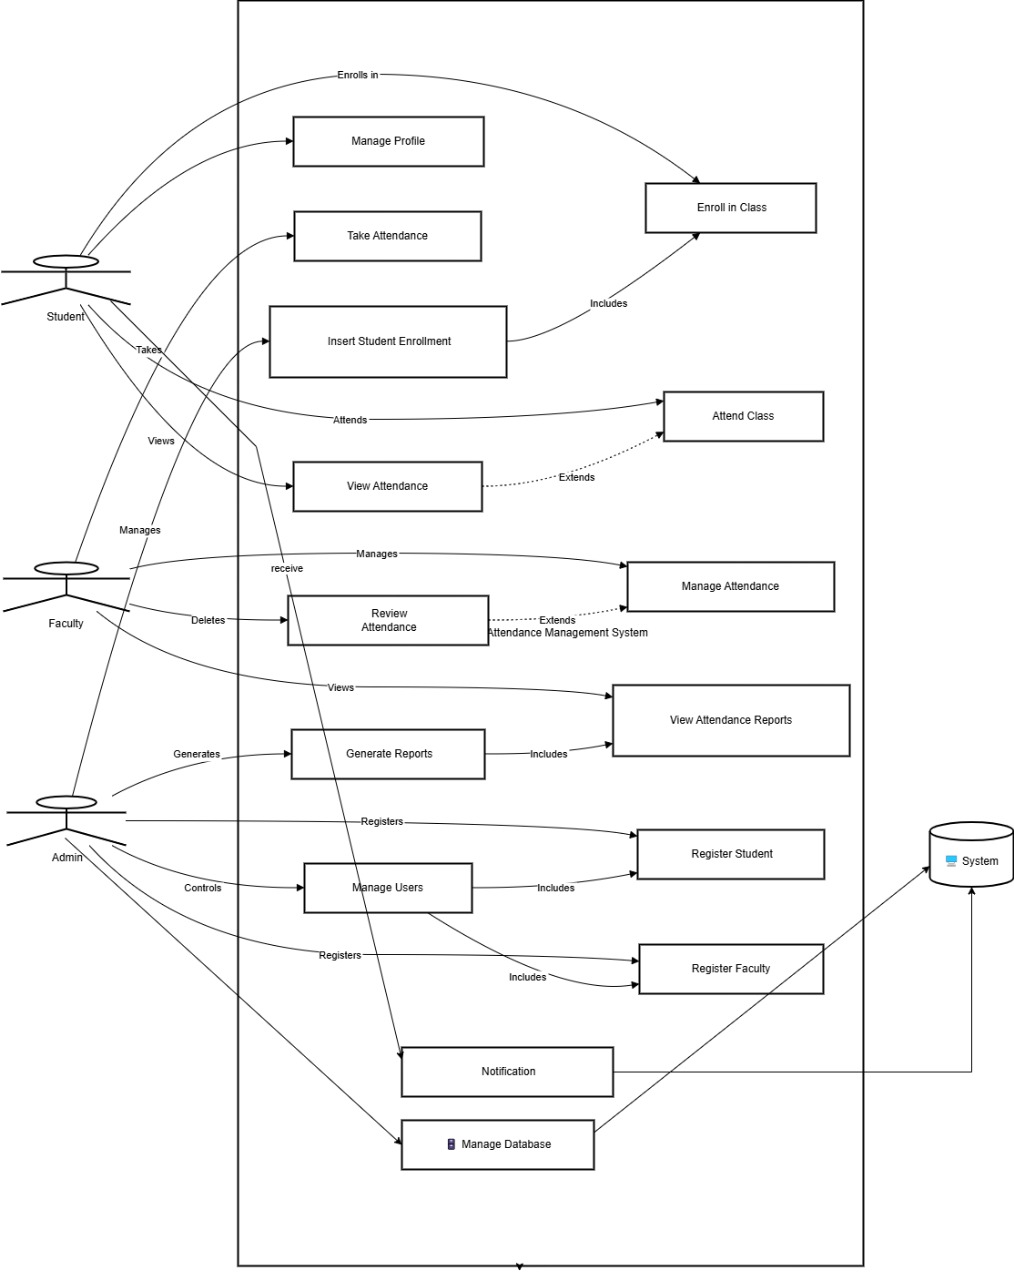 Enrolls in
Manage Profile
Enroll in Class
Take Attendance
Student
Includes
Insert Student Enrollment
Takes
Attends
Attend Class
Views
View Attendance
Extends
Manages
Manages
receive
Manage Attendance
Faculty
Deletes
Review
Attendance
Extends
Attendance Management System
Views
View Attendance Reports
Generates
Generate Reports
Includes
Registers
Register Student
Admin
System
Controls
Manage Users
Includes
Registers
Register Faculty
Includes
Notification
Manage Database